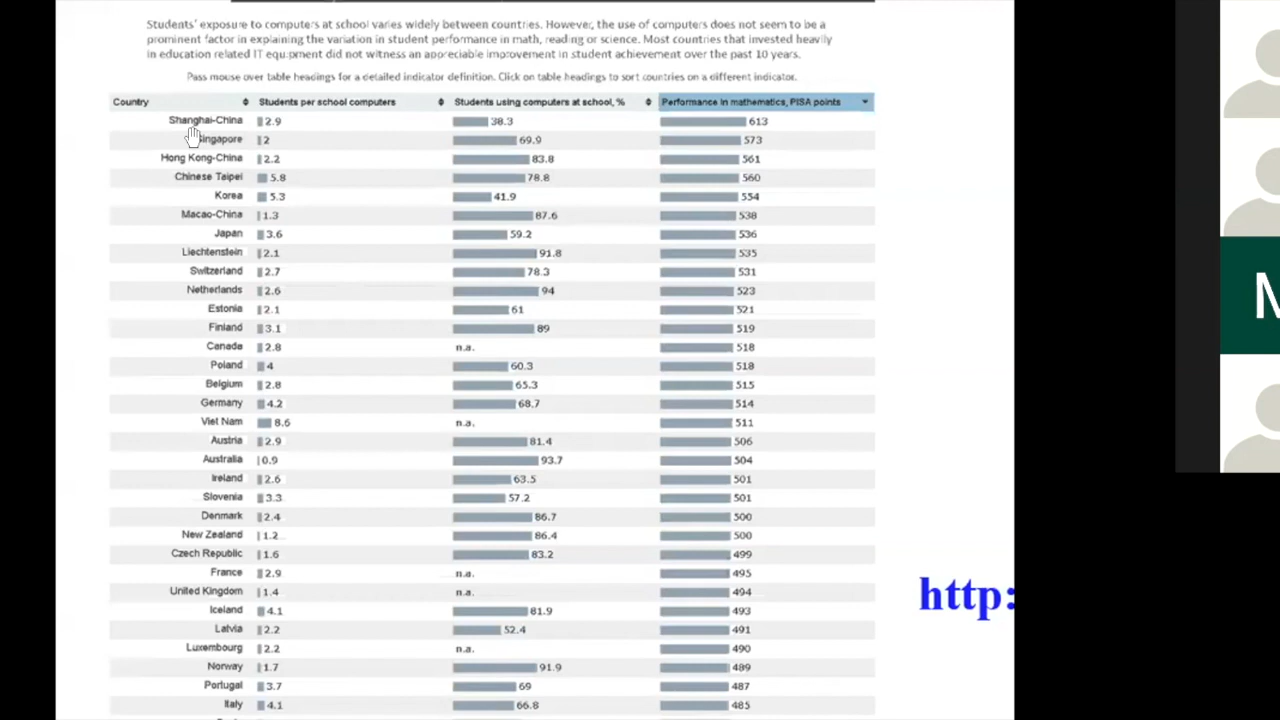 Students' exposure to computers at school varies widely between countries. However, the use of computers does not seem to be a
prominent factor in explaining the variation in student performance in math, reading or science. Most countries that invested heavily
in education related IT equipment did not witness an appreciable improvement in student achievement over the past 10 years.
Pass mouse over table headings for a detailed indicator definition. Click on table headings to sort countries on a different indicator.
Country Students per school computers Students using computers at school, % Performance in mathematics, PISA points
Shanghai-China 2.9 38.3 613
Singapore 2 69.9 573
Hong Kong-China 2.2 83.8 561
Chinese Taipei 5.8 78.8 560
Korea 5.3 41.9 554
Macao-China 1.3 87.6 538
Japan 3.6 59.2 536
Liechtenstein 2.1 91.8 535
Switzerland 2.7 78.3 531
Netherlands 2.6 94 523
Estonia 2.1 61 521
Finland 3.1 89 519
Canada 2.8 n.a. 518
Poland 4 60.3 518
Belgium 2.8 65.3 515
Germany 4.2 68.7 514
Viet Nam 8.6 n.a. 511
Austria 2.9 81.4 506
Australia 0.9 93.7 504
Ireland 2.6 63.5 501
Slovenia 3.3 57.2 501
Denmark 2.4 86.7 500
New Zealand 1.2 86.4 500
Czech Republic 1.6 83.2 499
France 2.9 n.a. 495
United Kingdom 1.4 n.a. 494
Iceland 4.1 81.9 493
Latvia 2.2 52.4 491
Luxembourg 2.2 n.a. 490
Norway 1.7 91.9 489
Portugal 3.7 69 487
Italy 4.1 66.8 485
http:
M